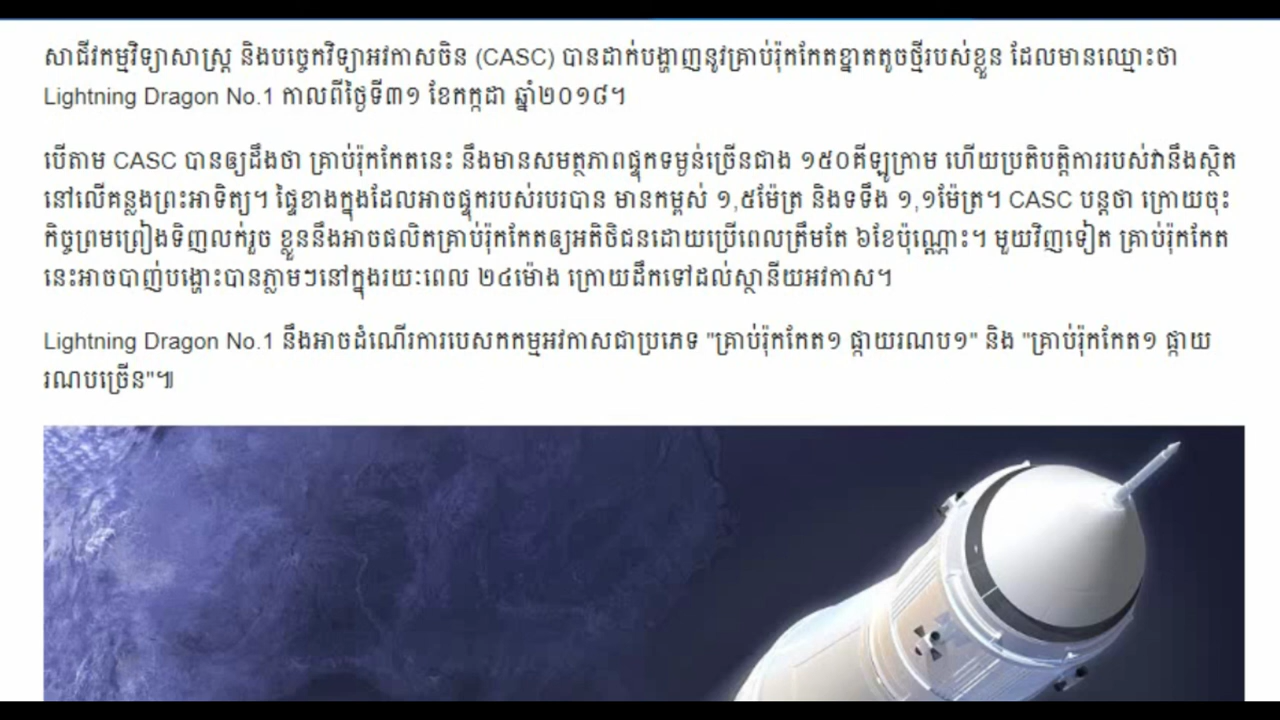 សាជីវកម្មវិទ្យាសាស្ត្រ និងបច្ចេកវិទ្យាអវកាសចិន (CASC) បានដាក់បង្ហាញនូវគ្រាប់រ៉ុកកែតខ្នាតតូចថ្មីរបស់ខ្លួន ដែលមានឈ្មោះថា
Lightning Dragon No.1 កាលពីថ្ងៃទី៣១ ខែកក្កដា ឆ្នាំ២០១៨។
បើតាម CASC បានឲ្យដឹងថា គ្រាប់រ៉ុកកែតនេះ នឹងមានសមត្ថភាពផ្ទុកទម្ងន់ច្រើនជាង ១៥០គីឡូក្រាម ហើយប្រតិបត្តិការរបស់វានឹងស្ថិត
នៅលើគន្លងព្រះអាទិត្យ។ ផ្ទៃខាងក្នុងដែលអាចផ្ទុករបស់របរបាន មានកម្ពស់ ១,៥ម៉ែត្រ និងទទឹង ១,១ម៉ែត្រ។ CASC បន្តថា ក្រោយចុះ
កិច្ចព្រមព្រៀងទិញលក់រួច ខ្លួននឹងអាចផលិតគ្រាប់រ៉ុកកែតឲ្យអតិថិជនដោយប្រើពេលត្រឹមតែ ៦ខែប៉ុណ្ណោះ។ មួយវិញទៀត គ្រាប់រ៉ុកកែត
នេះអាចបាញ់បង្ហោះបានភ្លាមៗនៅក្នុងរយៈពេល ២៤ម៉ោង ក្រោយដឹកទៅដល់ស្ថានីយអវកាស។
Lightning Dragon No.1 នឹងអាចដំណើរការបេសកកម្មអវកាសជាប្រភេទ "គ្រាប់រ៉ុកកែត១ ផ្កាយរណប១" និង "គ្រាប់រ៉ុកកែត១ ផ្កាយ
រណបច្រើន"៕